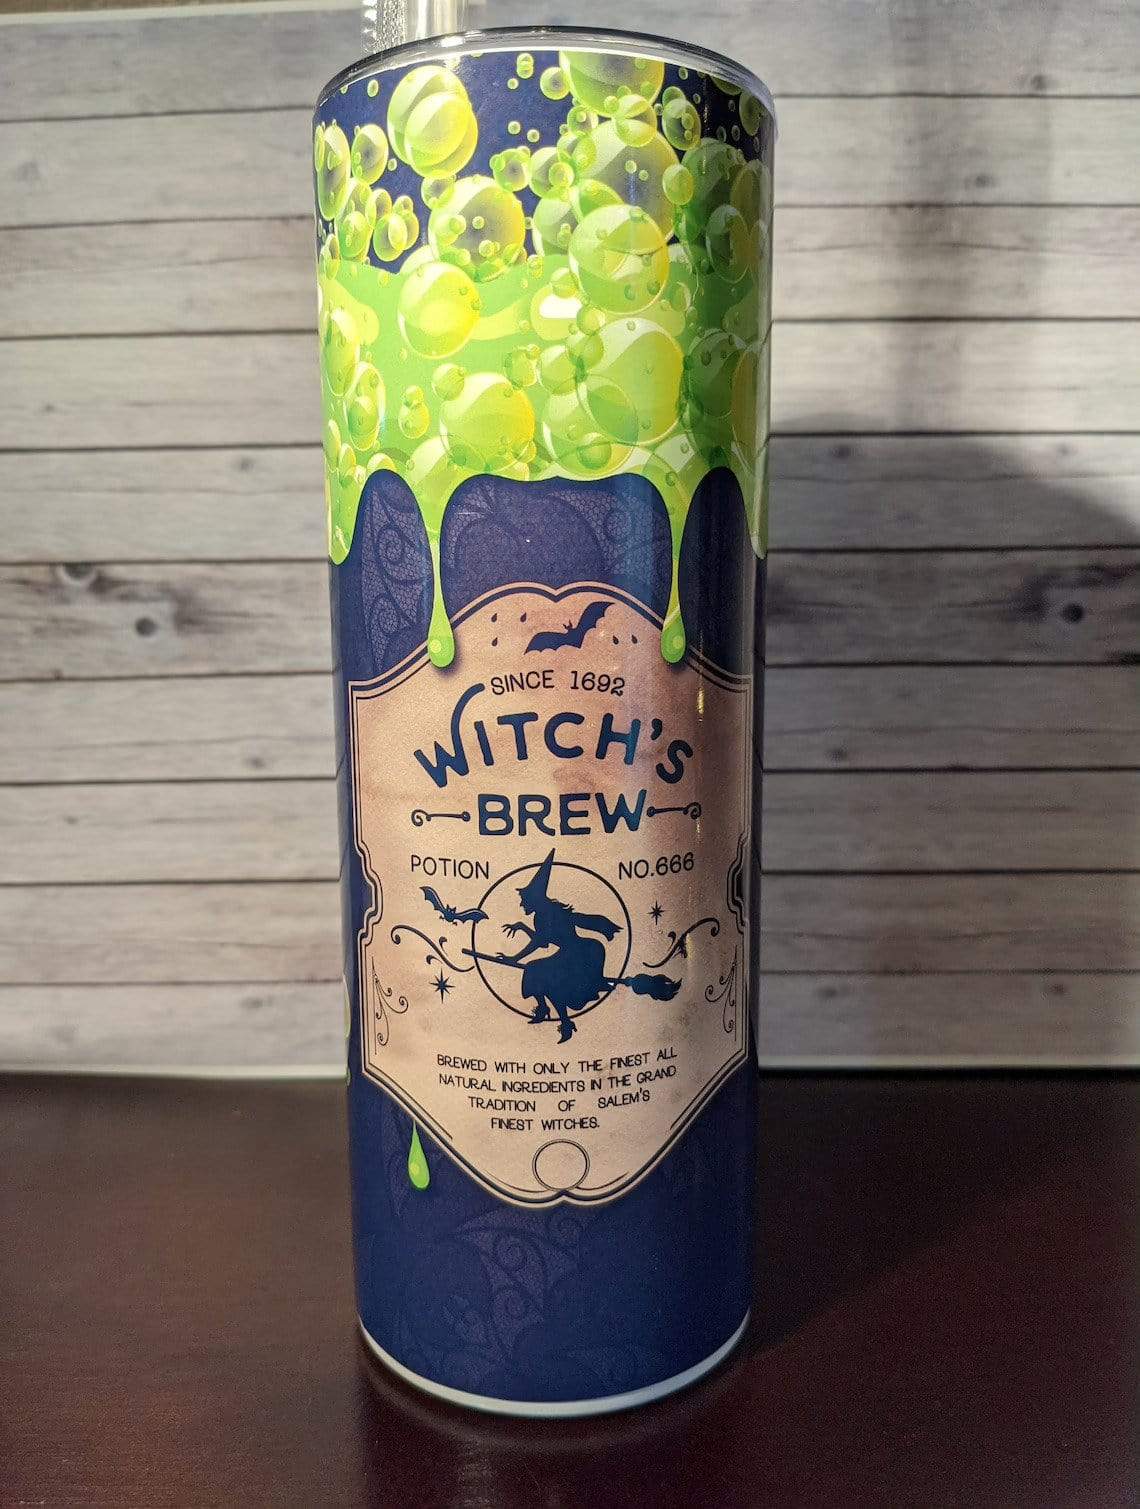 SINCE 1692
WITCH'S
BREW
POTION NO.666
BREWED WITH ONLY THE FINEST ALL
NATURAL INGREDIENTS IN THE GRAND
TRADITION OF SALEM'S
FINEST WITCHES.